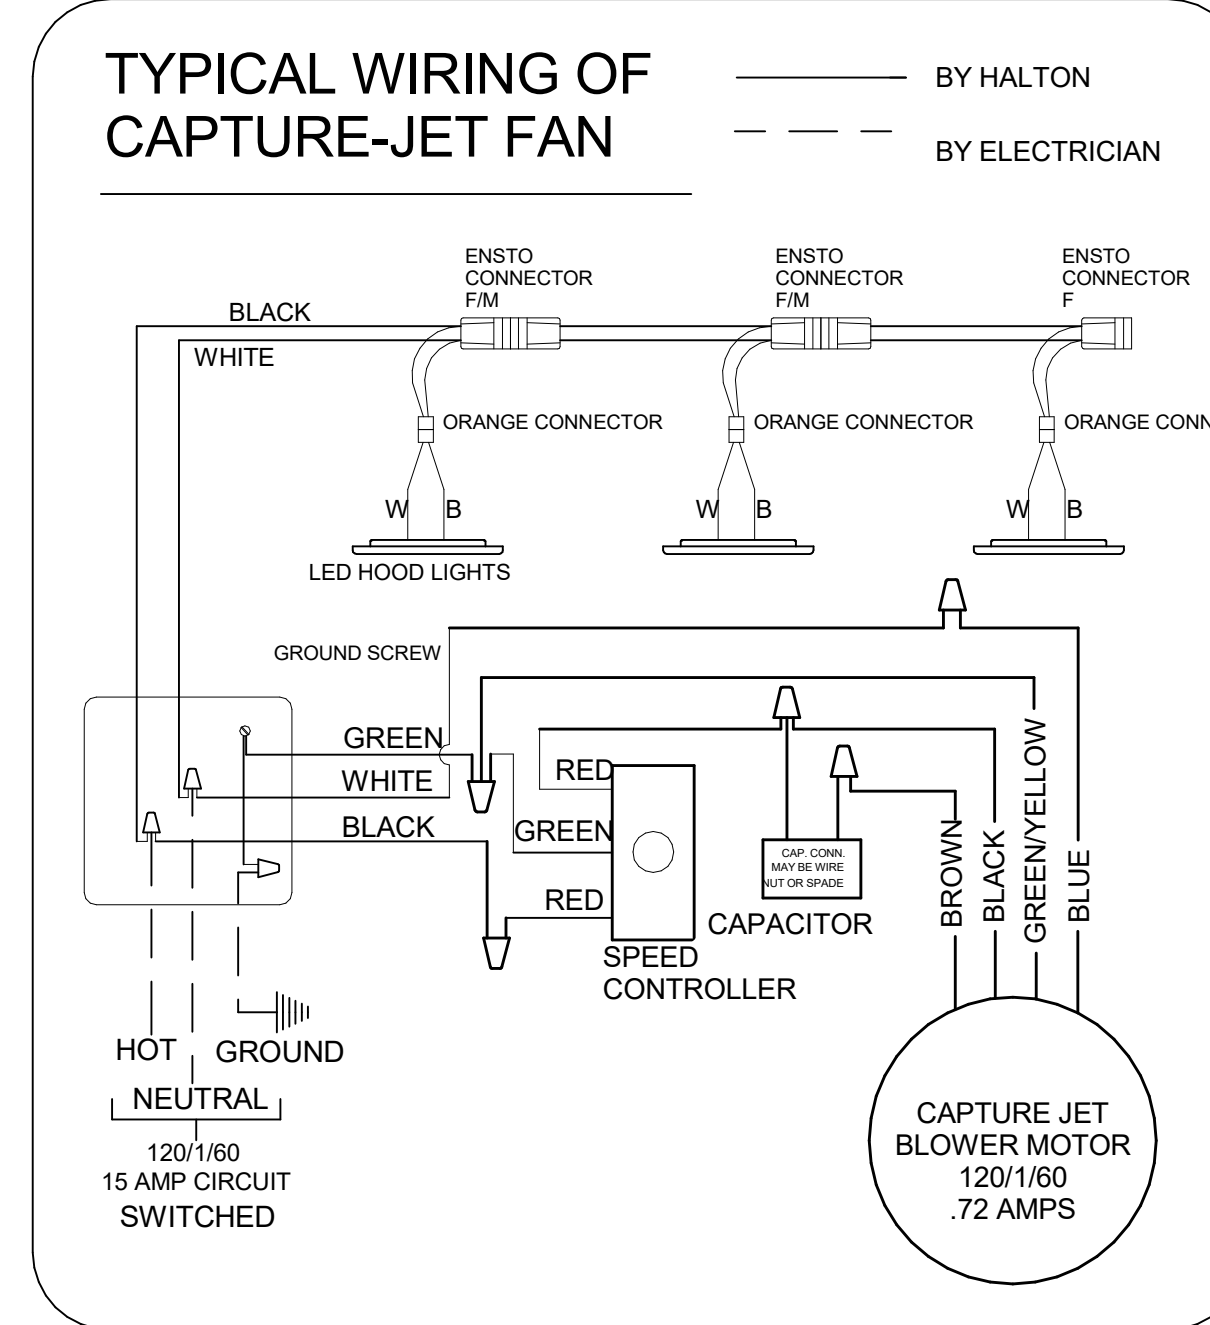 TYPICAL WIRING OF
CAPTURE-JET FAN
BY HALTON
BY ELECTRICIAN
ENSTO
CONNECTOR
F/M
ENSTO
CONNECTOR
F/M
ENSTO
CONNECTOR
F
BLACK
WHITE
ORANGE CONNECTOR
ORANGE CONNECTOR
ORANGE CONN
W B
W B
W B
LED HOOD LIGHTS
GROUND SCREW
GREEN
WHITE
BLACK
RED
GREEN
RED
CAP. CONN.
MAY BE WIRE
NUT OR SPADE
CAPACITOR
SPEED
CONTROLLER
BROWN
BLACK
GREEN/YELLOW
BLUE
HOT
GROUND
NEUTRAL
120/1/60
15 AMP CIRCUIT
SWITCHED
CAPTURE JET
BLOWER MOTOR
120/1/60
.72 AMPS